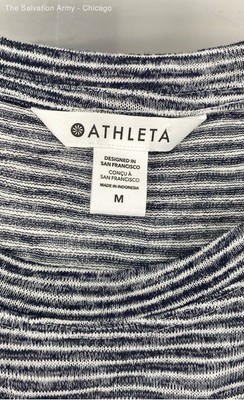 The Salvation Army - Chicago
ATHLETA
DESIGNED IN
SAN FRANCISCO
CONÇU À
SAN FRANCISCO
MADE IN INDONESIA
M